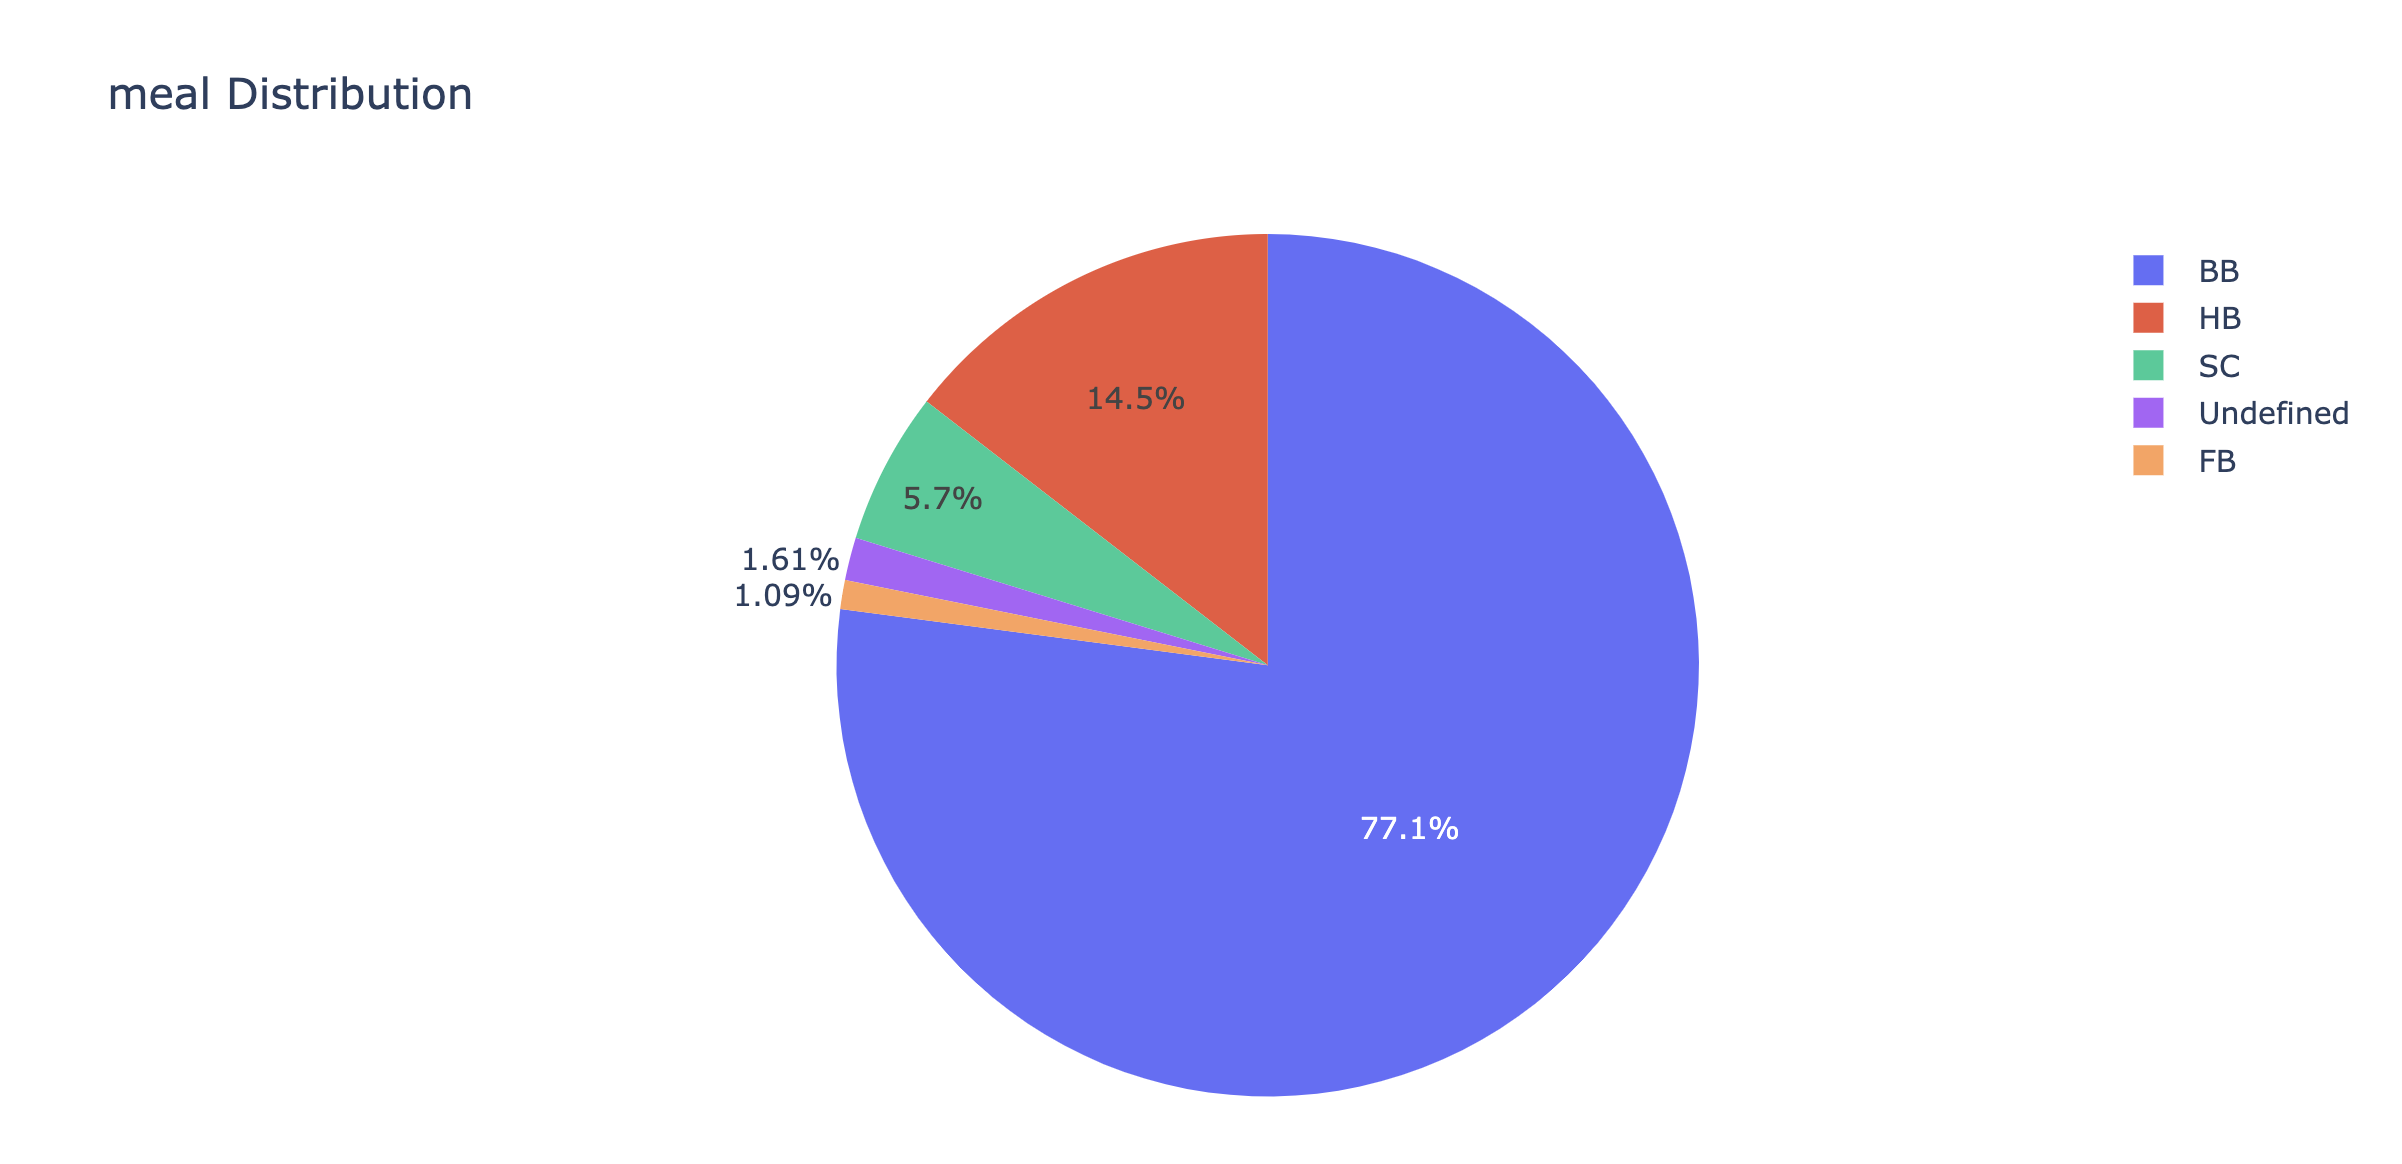 meal Distribution
BB
HB
SC
Undefined
FB
14.5%
5.7%
1.61%
1.09%
77.1%